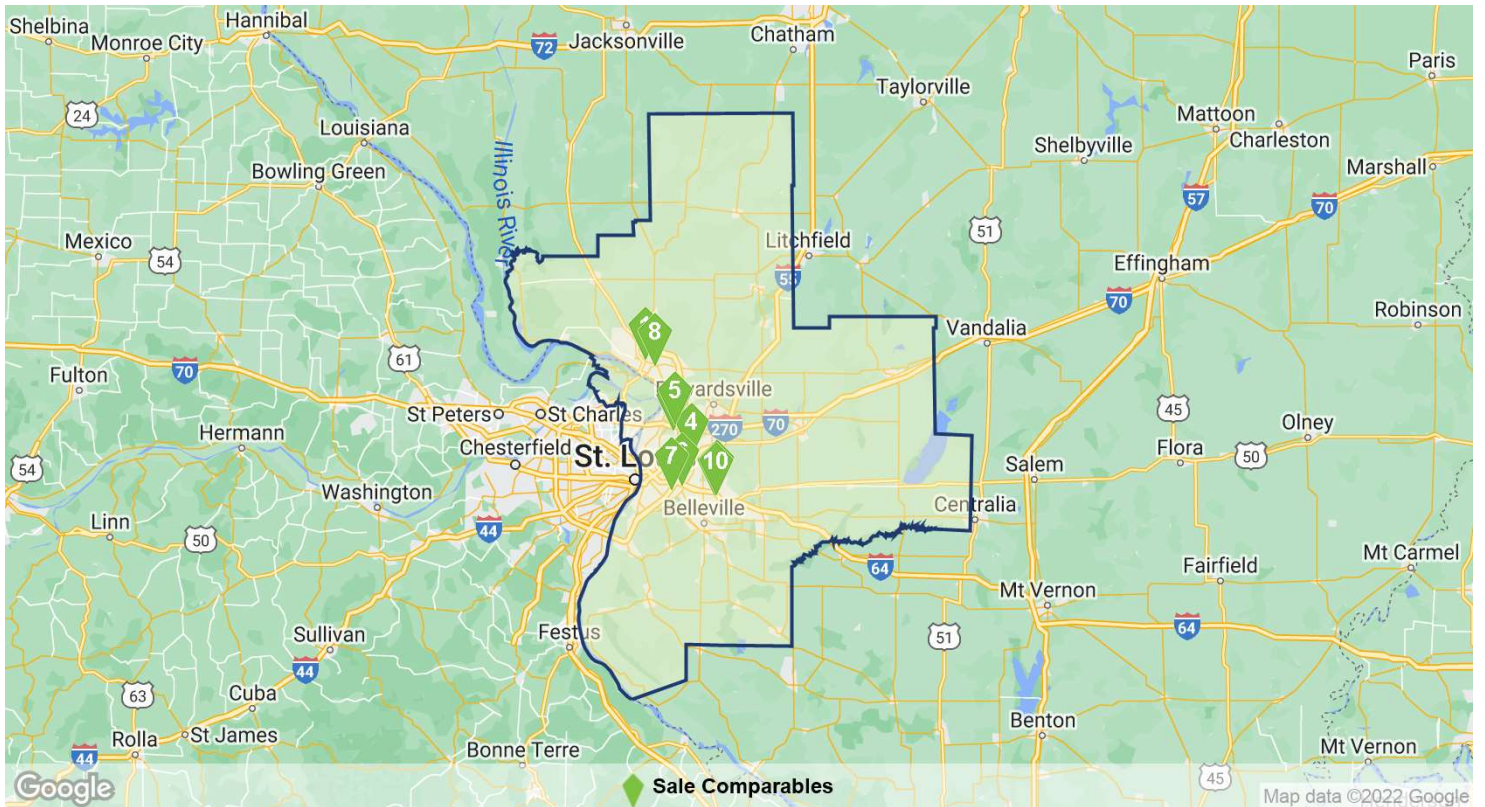 Shelbina
Hannibal
Monroe City
72
Jacksonville
Chatham
Paris
24
Taylorville
Louisiana
Mattoon
Charleston
Shelbyville
Illinois River
Bowling Green
Marshall
57
70
Mexico
54
51
Litchfield
55
Effingham
70
Robinson
8
Vandalia
61
70
Fulton
5
Edwardsville
St Peters
St Charles
4
270
70
45
Olney
Hermann
Chesterfield
St. Lo
7
10
Flora
50
54
Salem
Washington
Belleville
Centralia
Linn
50
44
64
Mt Carmel
Fairfield
Mt Vernon
Festus
51
64
Sullivan
44
63
Cuba
Rolla
St James
Benton
44
Bonne Terre
Mt Vernon
45
Google
Sale Comparables
Map data ©2022 Google